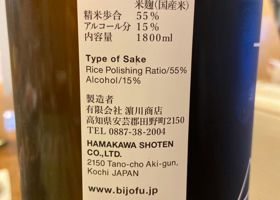 米麹(国産米)
精米歩合　55%
アルコール分　15%
内容量　1800ml
Type of Sake
Rice Polishing Ratio/55%
Alcohol/15%
製造者
有限会社 濵川商店
高知県安芸郡田野町2150
TEL 0887-38-2004
HAMAKAWA SHOTEN
CO.,LTD.
2150 Tano-cho Aki-gun,
Kochi JAPAN
www.bijofu.jp